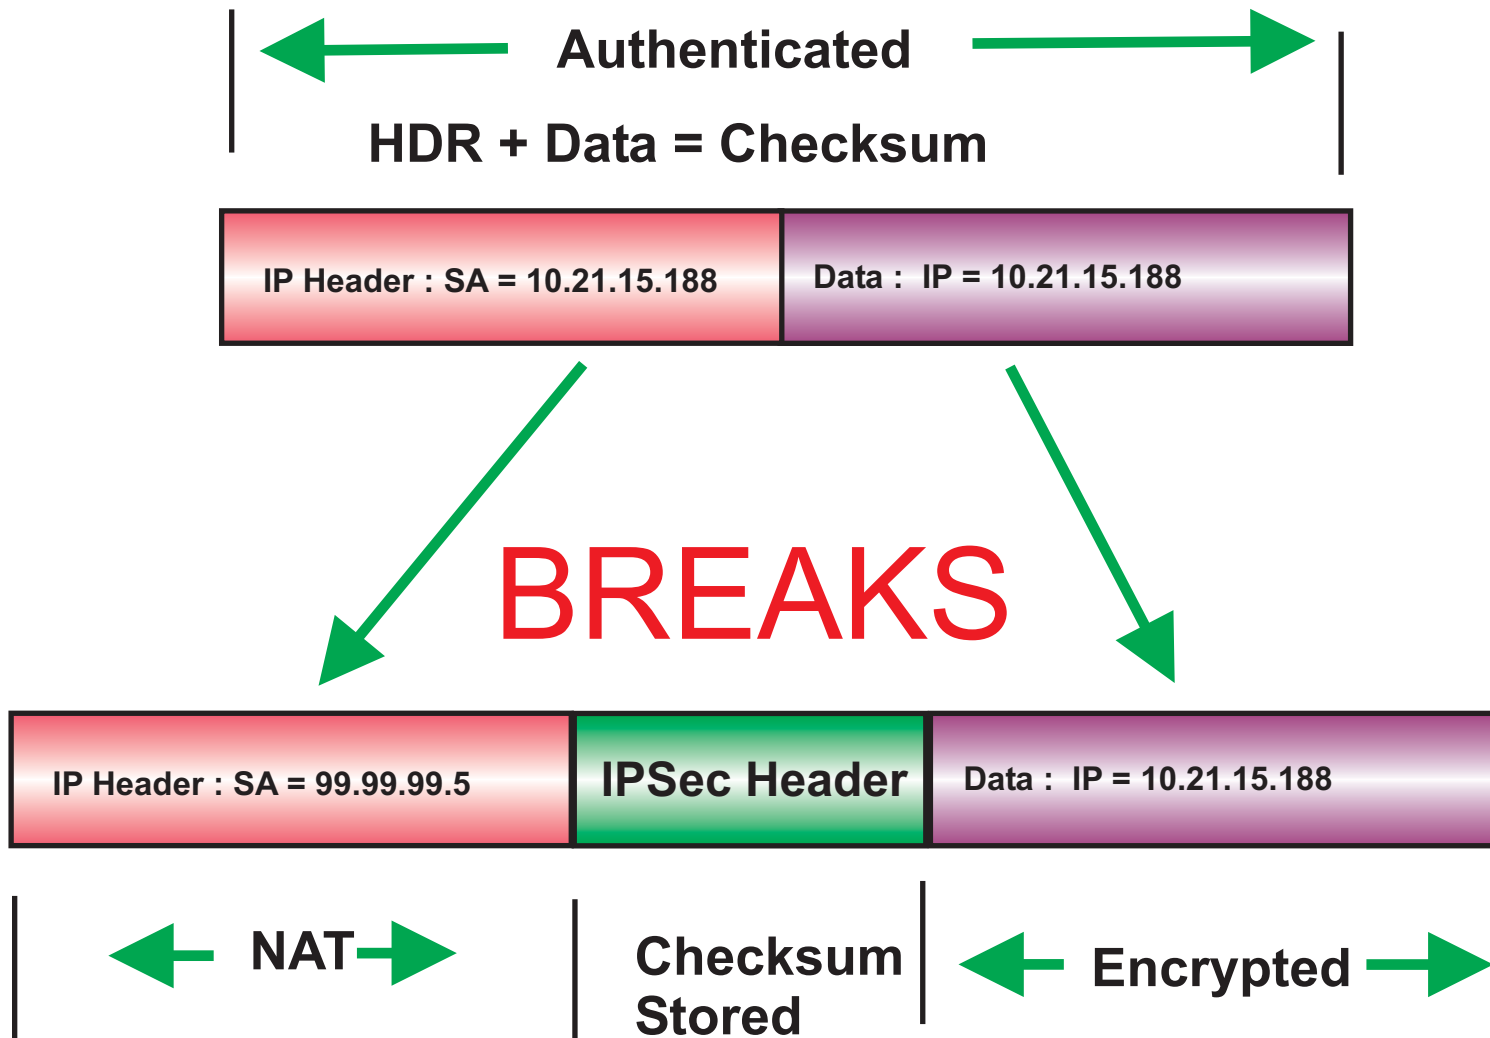 Authenticated
HDR + Data = Checksum
IP Header : SA = 10.21.15.188
Data : IP = 10.21.15.188
BREAKS
IP Header : SA = 99.99.99.5
IPSec Header
Data : IP = 10.21.15.188
NAT
Checksum
Stored
Encrypted